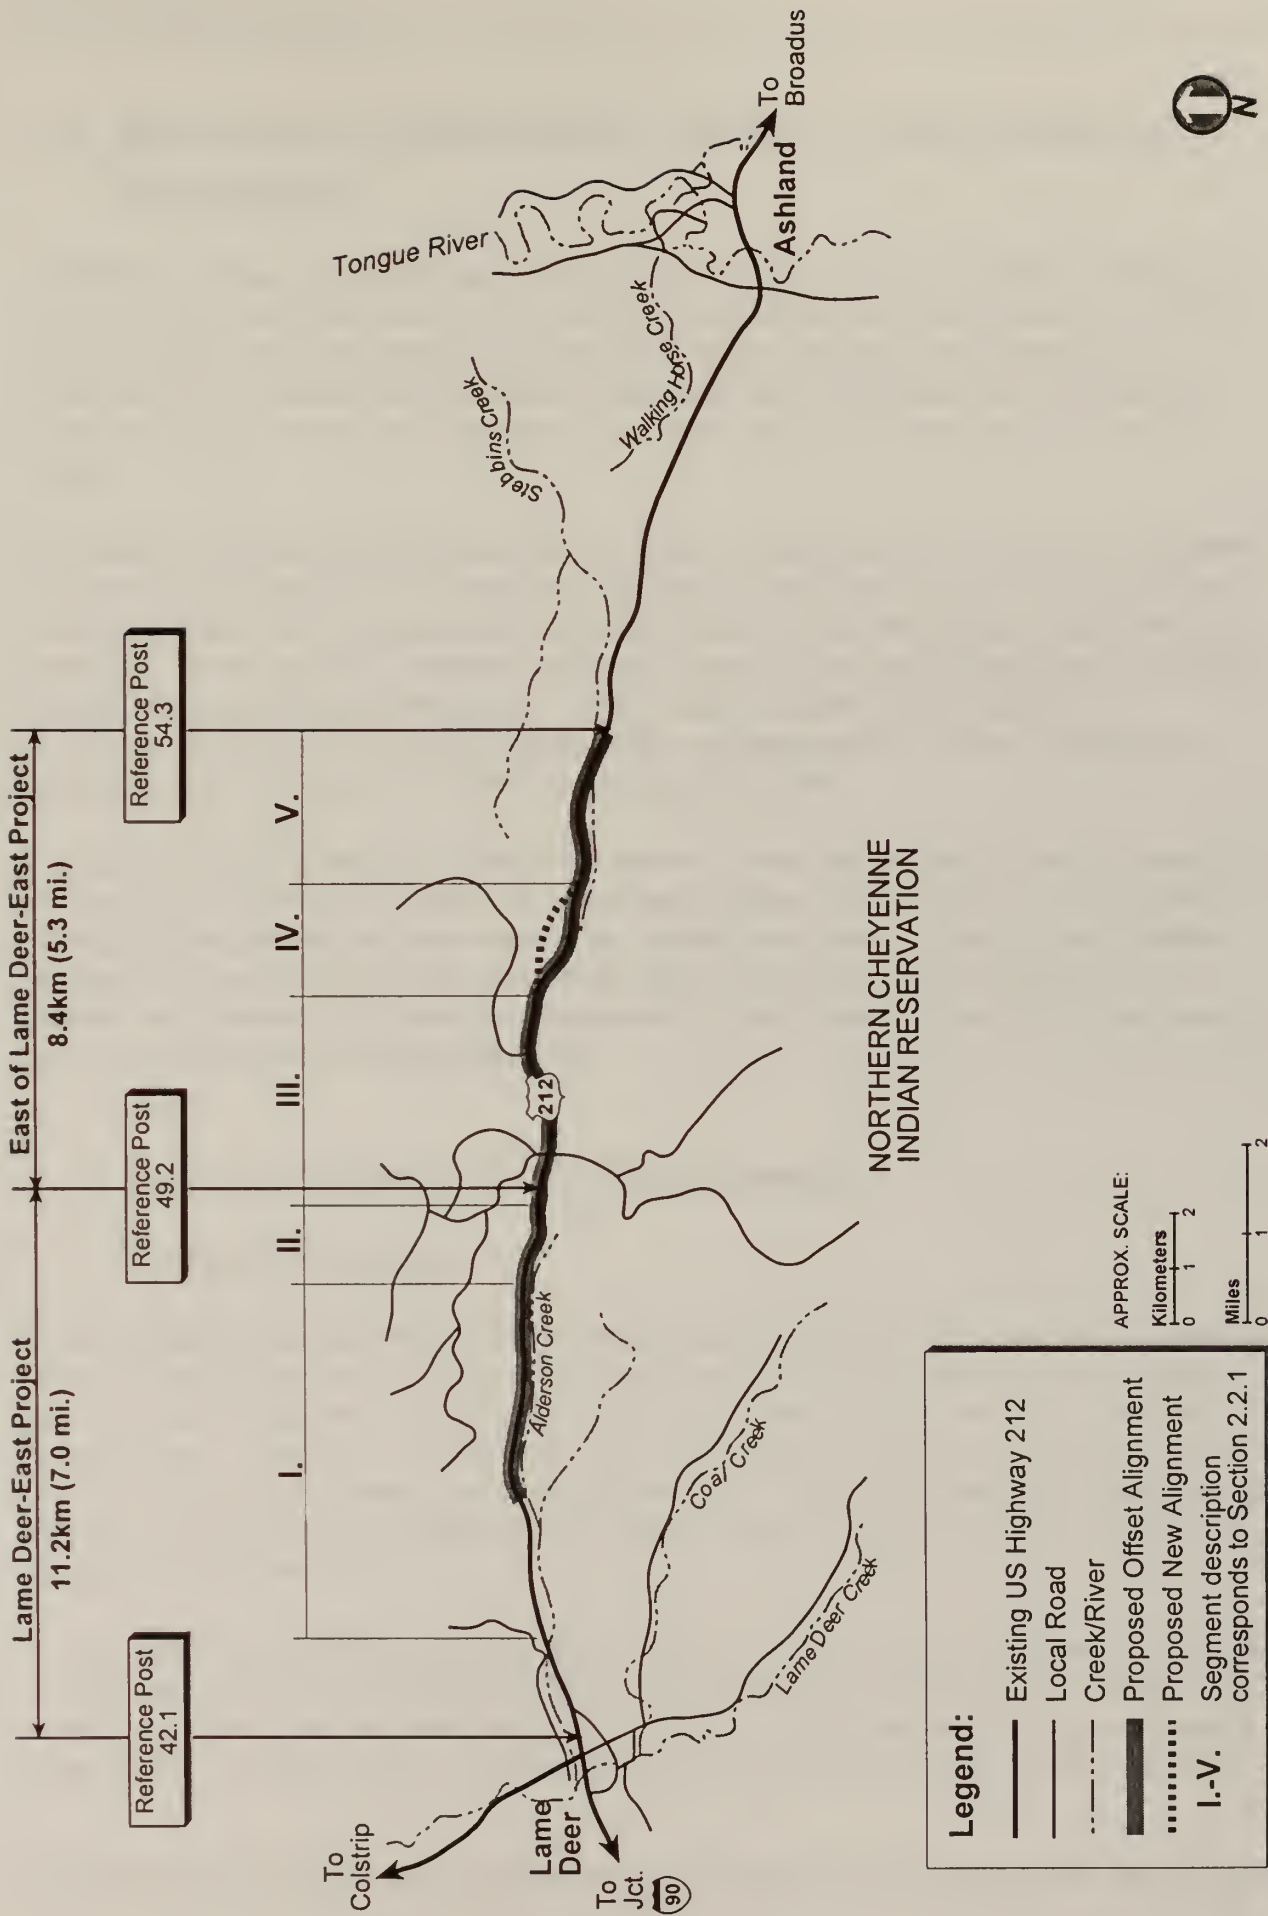 Lame Deer-East Project
11.2km (7.0 mi.)
East of Lame Deer-East Project
8.4km (5.3 mi.)
Reference Post
42.1
Reference Post
49.2
Reference Post
54.3
I.
II.
III.
IV.
V.
To
Colstrip
Lame
Deer
To
Jct.
90
Alderson Creek
212
Coal Creek
Lame Deer Creek
Stebbins Creek
Tongue River
Walking Horse Creek
Ashland
To
Broadus
NORTHERN CHEYENNE
INDIAN RESERVATION
N
Legend:
Existing US Highway 212
Local Road
Creek/River
Proposed Offset Alignment
Proposed New Alignment
I.-V. Segment description
corresponds to Section 2.2.1
APPROX. SCALE:
Kilometers
0 1 2
Miles
0 1 2